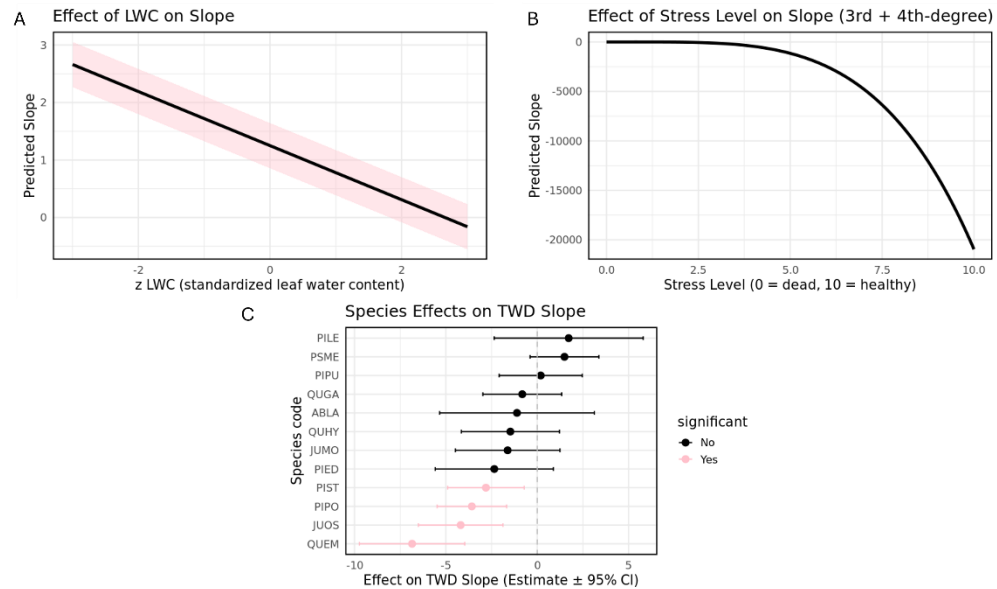 A
Effect of LWC on Slope
Predicted Slope
3
2
1
0
-2
0
2
z LWC (standardized leaf water content)
B
Effect of Stress Level on Slope (3rd + 4th-degree)
Predicted Slope
0
-5000
-10000
-15000
-20000
0.0
2.5
5.0
7.5
10.0
Stress Level (0 = dead, 10 = healthy)
C
Species Effects on TWD Slope
Species code
PILE
PSME
PIPU
QUGA
ABLA
QUHY
JUMO
PIED
PIST
PIPO
JUOS
QUEM
-10
-5
0
5
Effect on TWD Slope (Estimate ± 95% CI)
significant
No
Yes